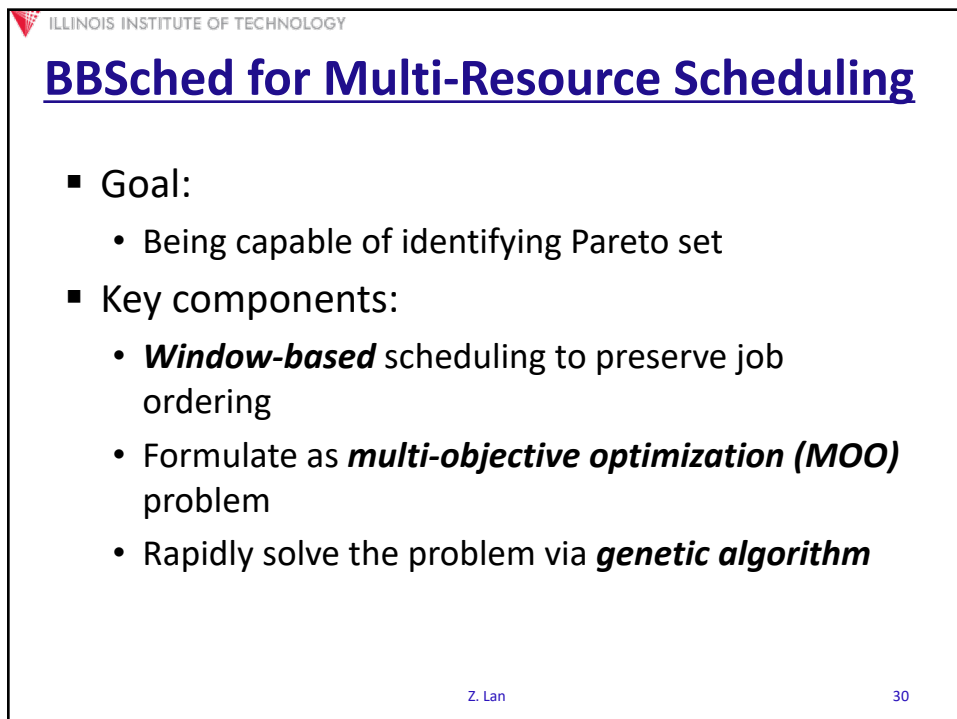 ILLINOIS INSTITUTE OF TECHNOLOGY
BBSched for Multi-Resource Scheduling
▪ Goal:
• Being capable of identifying Pareto set
▪ Key components:
• Window-based scheduling to preserve job
ordering
• Formulate as multi-objective optimization (MOO)
problem
• Rapidly solve the problem via genetic algorithm
Z. Lan 30